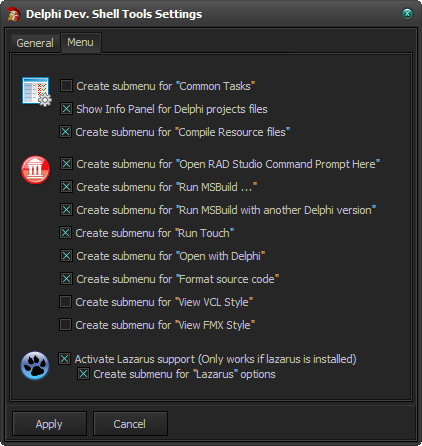 Delphi Dev. Shell Tools Settings
General Menu
Create submenu for "Common Tasks"
Show Info Panel for Delphi projects files
Create submenu for "Compile Resource files"
Create submenu for "Open RAD Studio Command Prompt Here"
Create submenu for "Run MSBuild ..."
Create submenu for "Run MSBuild with another Delphi version"
Create submenu for "Run Touch"
Create submenu for "Open with Delphi"
Create submenu for "Format source code"
Create submenu for "View VCL Style"
Create submenu for "View FMX Style"
Activate Lazarus support (Only works if lazarus is installed)
Create submenu for "Lazarus" options
Apply Cancel